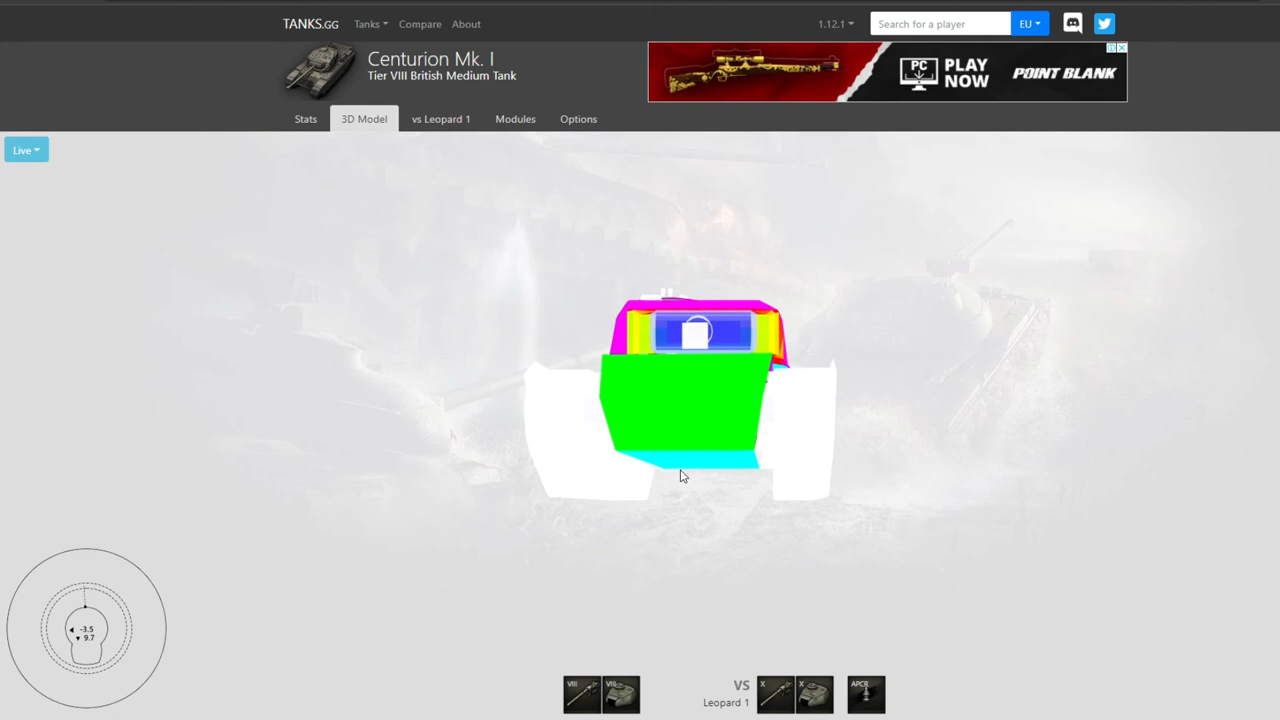 TANKS.GG Tanks Compare About 1.12.1 Search for a player EU
Centurion Mk. I
Tier VIII British Medium Tank
PC PLAY NOW POINT BLANK
Stats 3D Model vs Leopard 1 Modules Options
Live
-3.5
9.7
VIII VIII VS X X APCR
Leopard 1